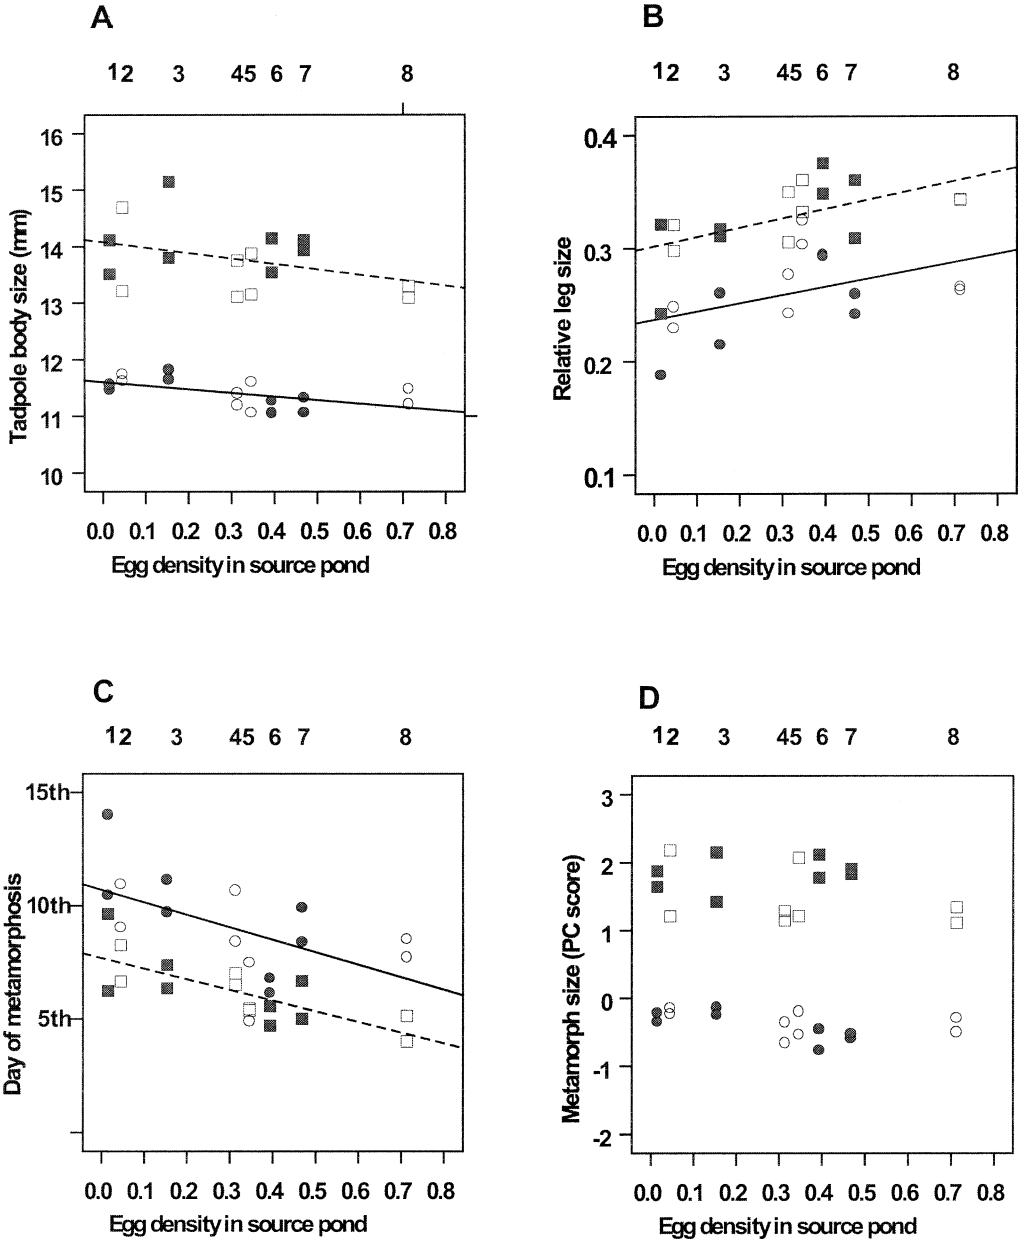 A
12 3 45 6 7 8
16
15
14
13
12
11
10
Tadpole body size (mm)
0.0 0.1 0.2 0.3 0.4 0.5 0.6 0.7 0.8
Egg density in source pond
B
12 3 45 6 7 8
0.4
0.3
0.2
0.1
Relative leg size
0.0 0.1 0.2 0.3 0.4 0.5 0.6 0.7 0.8
Egg density in source pond
C
12 3 45 6 7 8
15th
10th
5th
Day of metamorphosis
0.0 0.1 0.2 0.3 0.4 0.5 0.6 0.7 0.8
Egg density in source pond
D
12 3 45 6 7 8
3
2
1
0
-1
-2
Metamorph size (PC score)
0.0 0.1 0.2 0.3 0.4 0.5 0.6 0.7 0.8
Egg density in source pond